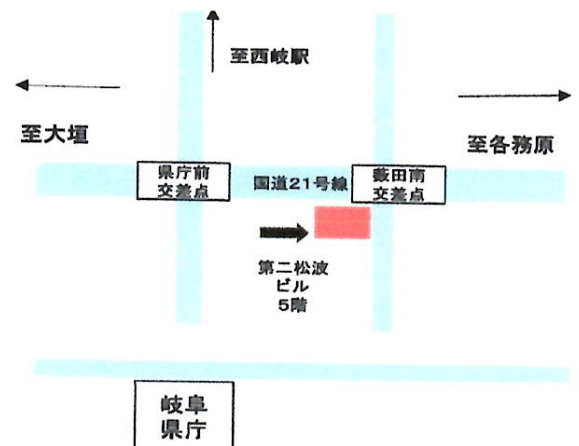 至西岐駅
至大垣
至各務原
県庁前
交差点
国道21号線
薮田南
交差点
第二松波
ビル
5階
岐阜
県庁